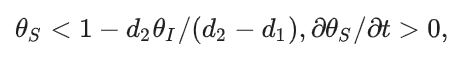 θ_S < 1 − d_2θ_I/(d_2 − d_1), ∂θ_S/∂t > 0,